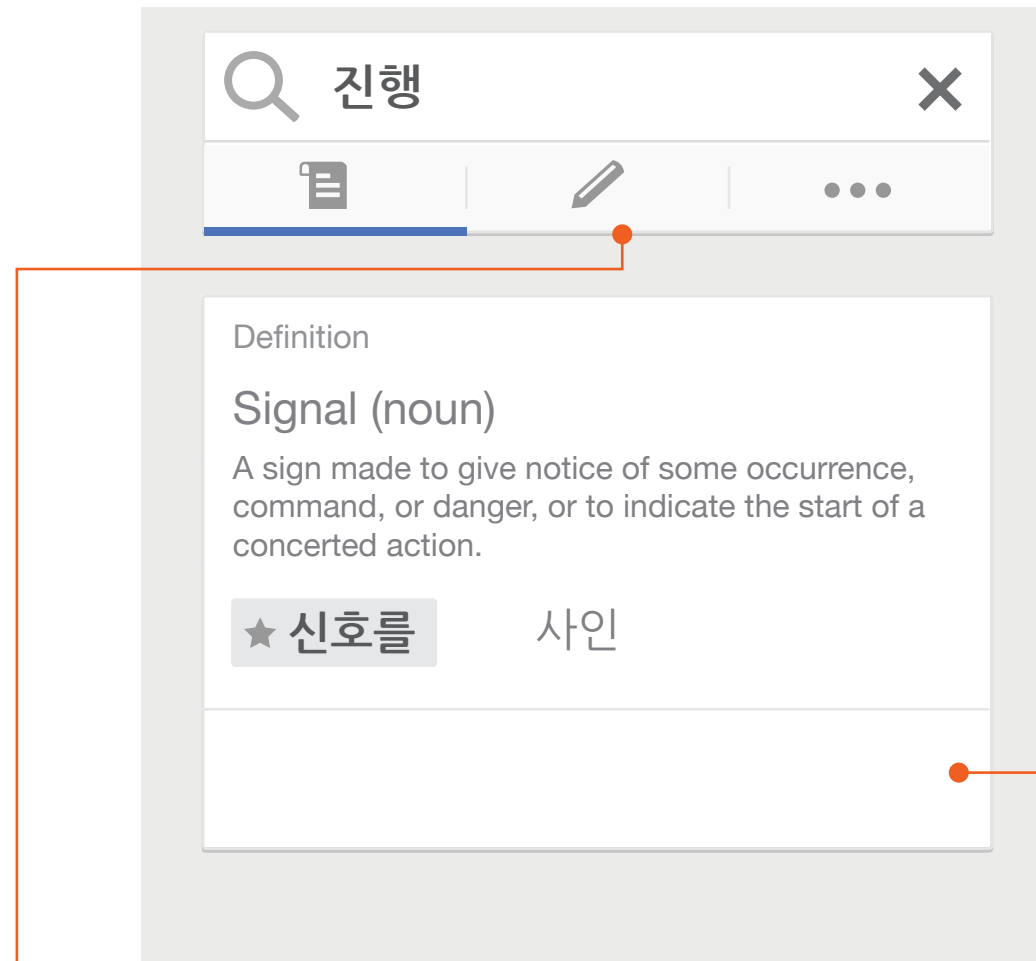 진행
Definition
Signal (noun)
A sign made to give notice of some occurrence,
command, or danger, or to indicate the start of a
concerted action.
신호를 사인